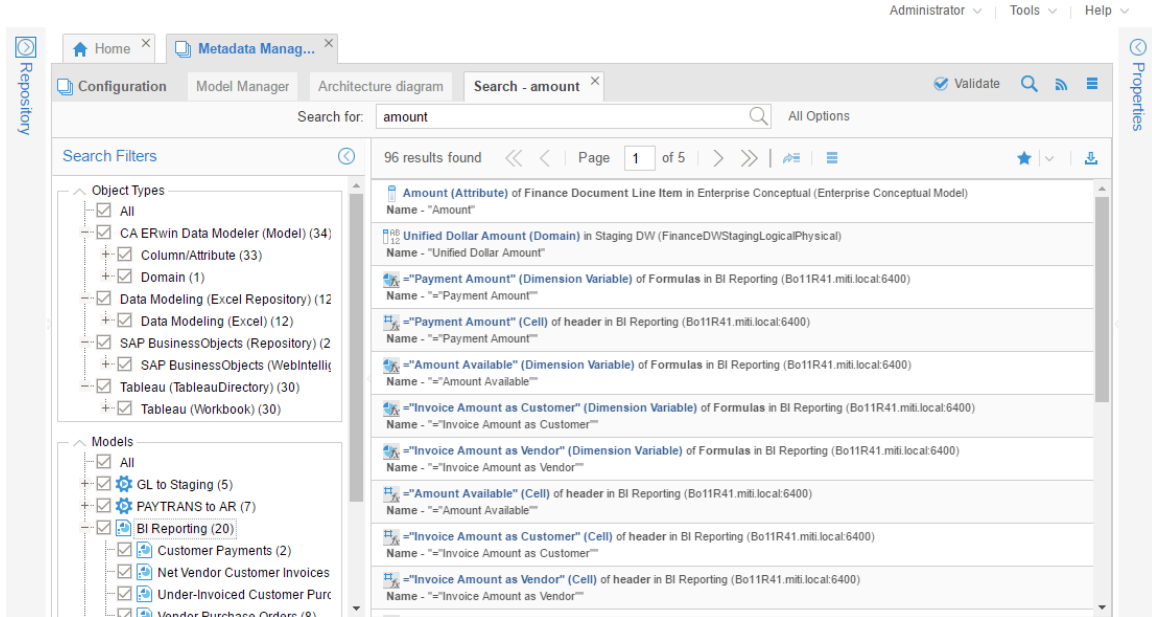 Administrator
Tools
Help
Home
Metadata Manag...
Repository
Properties
Configuration
Model Manager
Architecture diagram
Search - amount
Validate
Search for:
amount
All Options
Search Filters
Object Types
All
CA ERwin Data Modeler (Model) (34)
Column/Attribute (33)
Domain (1)
Data Modeling (Excel Repository) (12
Data Modeling (Excel) (12)
SAP BusinessObjects (Repository) (2
SAP BusinessObjects (WebIntellig
Tableau (TableauDirectory) (30)
Tableau (Workbook) (30)
Models
All
GL to Staging (5)
PAYTRANS to AR (7)
BI Reporting (20)
Customer Payments (2)
Net Vendor Customer Invoices
Under-Invoiced Customer Purc
Vendor Purchase Orders (8)
96 results found
Page 1 of 5
Amount (Attribute) of Finance Document Line Item in Enterprise Conceptual (Enterprise Conceptual Model)
Name - "Amount"
Unified Dollar Amount (Domain) in Staging DW (FinanceDWStagingLogicalPhysical)
Name - "Unified Dollar Amount"
="Payment Amount" (Dimension Variable) of Formulas in BI Reporting (Bo11R41.miti.local:6400)
Name - "="Payment Amount""
="Payment Amount" (Cell) of header in BI Reporting (Bo11R41.miti.local:6400)
Name - "="Payment Amount""
="Amount Available" (Dimension Variable) of Formulas in BI Reporting (Bo11R41.miti.local:6400)
Name - "="Amount Available""
="Invoice Amount as Customer" (Dimension Variable) of Formulas in BI Reporting (Bo11R41.miti.local:6400)
Name - "="Invoice Amount as Customer""
="Invoice Amount as Vendor" (Dimension Variable) of Formulas in BI Reporting (Bo11R41.miti.local:6400)
Name - "="Invoice Amount as Vendor""
="Amount Available" (Cell) of header in BI Reporting (Bo11R41.miti.local:6400)
Name - "="Amount Available""
="Invoice Amount as Customer" (Cell) of header in BI Reporting (Bo11R41.miti.local:6400)
Name - "="Invoice Amount as Customer""
="Invoice Amount as Vendor" (Cell) of header in BI Reporting (Bo11R41.miti.local:6400)
Name - "="Invoice Amount as Vendor""